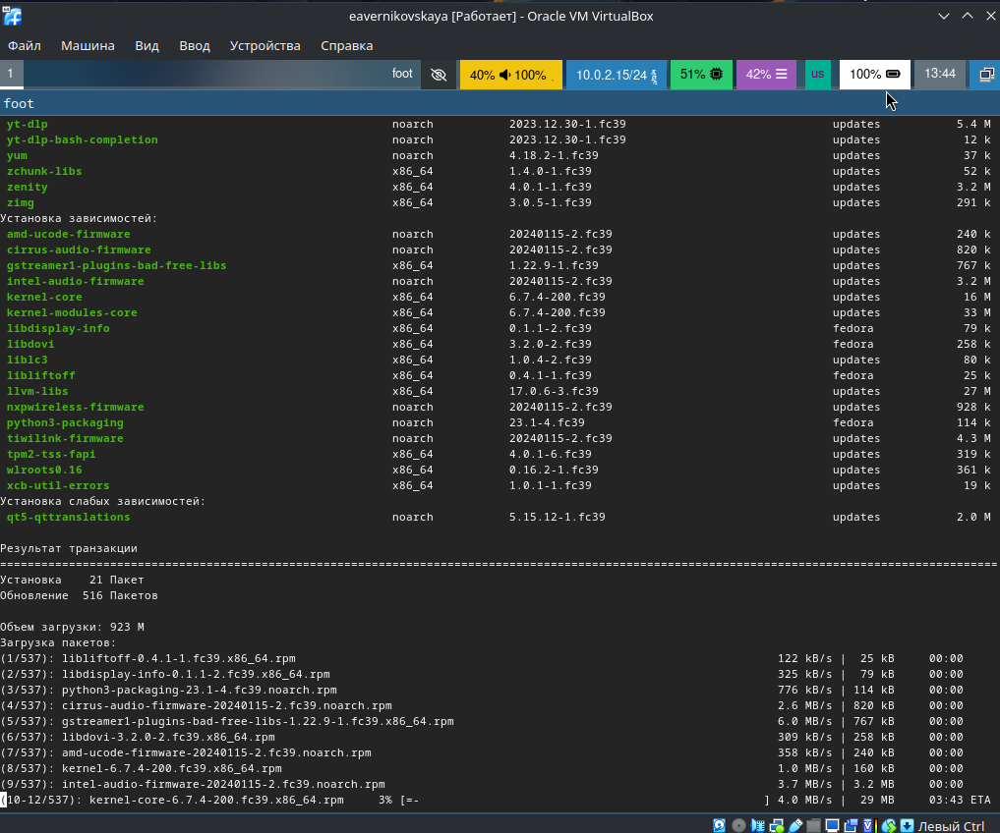 eavernikovskaya [Работает] - Oracle VM VirtualBox
Файл Машина Вид Ввод Устройства Справка
1 foot 40% 100% 10.0.2.15/24 51% 42% us 100% 13:44
foot
yt-dlp noarch 2023.12.30-1.fc39 updates 5.4 M
yt-dlp-bash-completion noarch 2023.12.30-1.fc39 updates 12 k
yum noarch 4.18.2-1.fc39 updates 37 k
zchunk-libs x86_64 1.4.0-1.fc39 updates 52 k
zenity x86_64 4.0.1-1.fc39 updates 3.2 M
zimg x86_64 3.0.5-1.fc39 updates 291 k
Установка зависимостей:
amd-ucode-firmware noarch 20240115-2.fc39 updates 240 k
cirrus-audio-firmware noarch 20240115-2.fc39 updates 820 k
gstreamer1-plugins-bad-free-libs x86_64 1.22.9-1.fc39 updates 767 k
intel-audio-firmware noarch 20240115-2.fc39 updates 3.2 M
kernel-core x86_64 6.7.4-200.fc39 updates 16 M
kernel-modules-core x86_64 6.7.4-200.fc39 updates 33 M
libdisplay-info x86_64 0.1.1-2.fc39 fedora 79 k
libdovi x86_64 3.2.0-2.fc39 fedora 258 k
liblc3 x86_64 1.0.4-2.fc39 updates 80 k
libliftoff x86_64 0.4.1-1.fc39 fedora 25 k
llvm-libs x86_64 17.0.6-3.fc39 updates 27 M
nxpwireless-firmware noarch 20240115-2.fc39 updates 928 k
python3-packaging noarch 23.1-4.fc39 fedora 114 k
tiwilink-firmware noarch 20240115-2.fc39 updates 4.3 M
tpm2-tss-fapi x86_64 4.0.1-6.fc39 updates 319 k
wlroots0.16 x86_64 0.16.2-1.fc39 updates 361 k
xcb-util-errors x86_64 1.0.1-1.fc39 updates 19 k
Установка слабых зависимостей:
qt5-qttranslations noarch 5.15.12-1.fc39 updates 2.0 M
Результат транзакции
================================================================================
Установка 21 Пакет
Обновление 516 Пакетов
Объем загрузки: 923 M
Загрузка пакетов:
(1/537): libliftoff-0.4.1-1.fc39.x86_64.rpm 122 kB/s | 25 kB 00:00
(2/537): libdisplay-info-0.1.1-2.fc39.x86_64.rpm 325 kB/s | 79 kB 00:00
(3/537): python3-packaging-23.1-4.fc39.noarch.rpm 776 kB/s | 114 kB 00:00
(4/537): cirrus-audio-firmware-20240115-2.fc39.noarch.rpm 2.6 MB/s | 820 kB 00:00
(5/537): gstreamer1-plugins-bad-free-libs-1.22.9-1.fc39.x86_64.rpm 6.0 MB/s | 767 kB 00:00
(6/537): libdovi-3.2.0-2.fc39.x86_64.rpm 309 kB/s | 258 kB 00:00
(7/537): amd-ucode-firmware-20240115-2.fc39.noarch.rpm 358 kB/s | 240 kB 00:00
(8/537): kernel-6.7.4-200.fc39.x86_64.rpm 1.0 MB/s | 160 kB 00:00
(9/537): intel-audio-firmware-20240115-2.fc39.noarch.rpm 3.7 MB/s | 3.2 MB 00:00
(10-12/537): kernel-core-6.7.4-200.fc39.x86_64.rpm 3% [=- ] 4.0 MB/s | 29 MB 03:43 ETA
Левый Ctrl